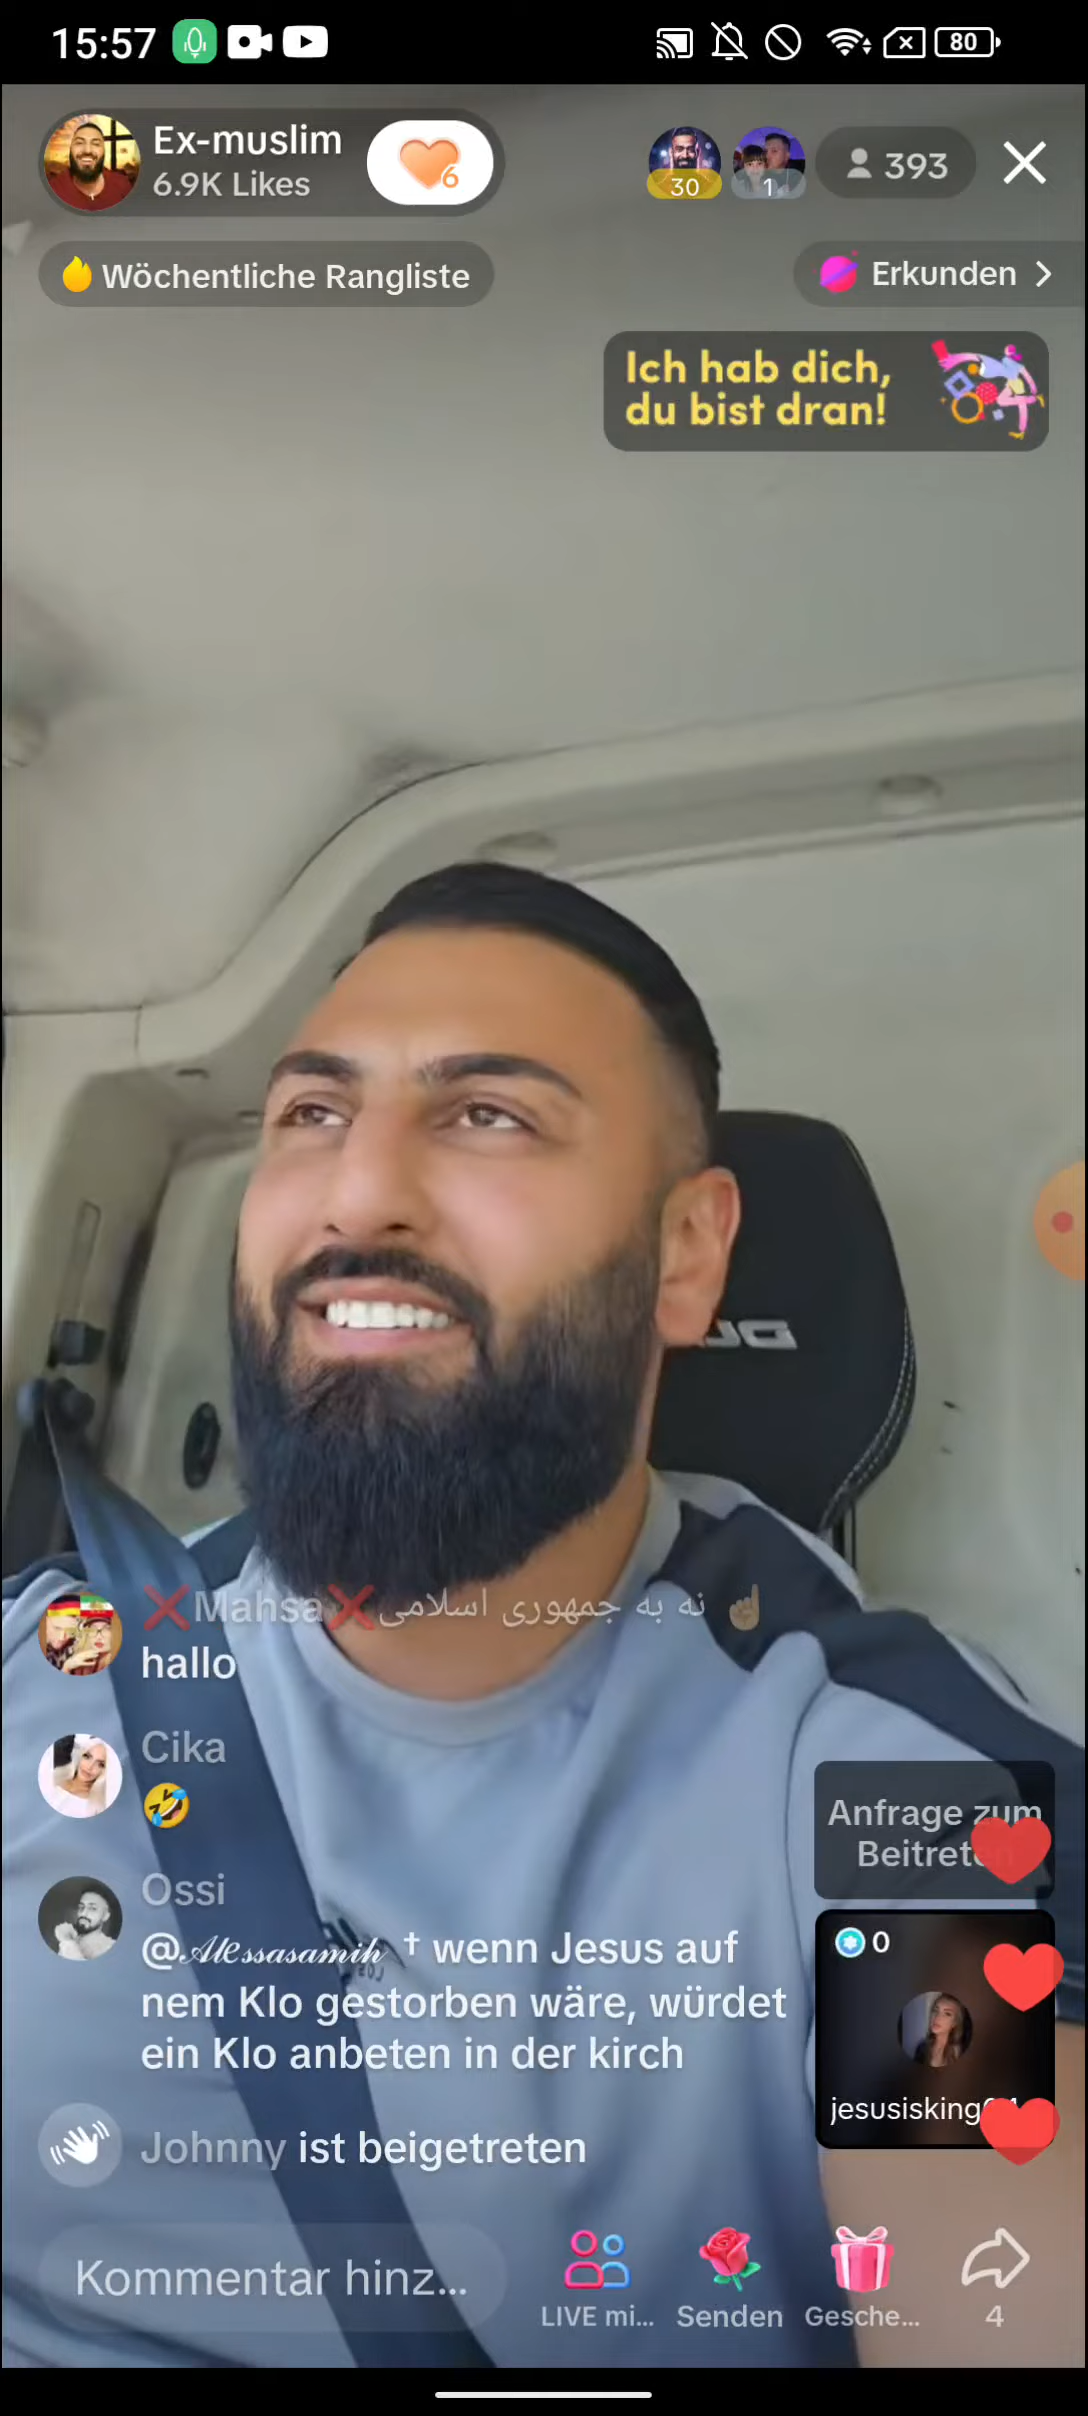 15:57
80
Ex-muslim
6.9K Likes
6
30
1
393
Wöchentliche Rangliste
Erkunden
Ich hab dich,
du bist dran!
❌Mahsa❌نه به جمهوری اسلامی ☝🏽
hallo
Cika
🤣
Ossi
@𝒜𝓁ℯ𝓈𝓈𝒶𝓈𝒶𝓂𝒾𝒽 † wenn Jesus auf
nem Klo gestorben wäre, würdet
ein Klo anbeten in der kirch
Johnny ist beigetreten
Anfrage zum
0
Kommentar hinz...
LIVE mi...
Senden
Gesche...
4